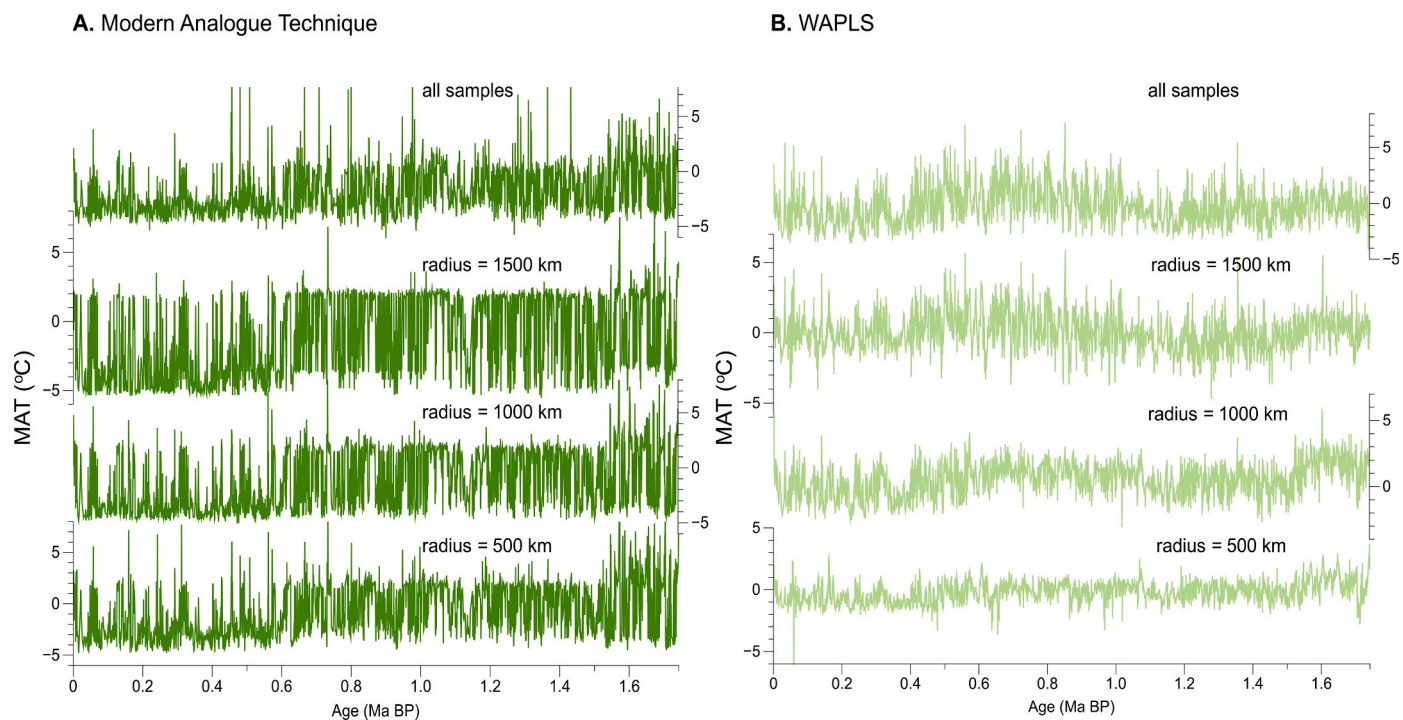 A. Modern Analogue Technique
all samples
5
0
−5
radius = 1500 km
5
0
−5
radius = 1000 km
5
0
−5
radius = 500 km
5
0
−5
MAT (°C)
0 0.2 0.4 0.6 0.8 1.0 1.2 1.4 1.6
Age (Ma BP)
B. WAPLS
all samples
5
0
−5
radius = 1500 km
5
0
−5
radius = 1000 km
5
0
radius = 500 km
5
0
−5
MAT (°C)
0 0.2 0.4 0.6 0.8 1.0 1.2 1.4 1.6
Age (Ma BP)